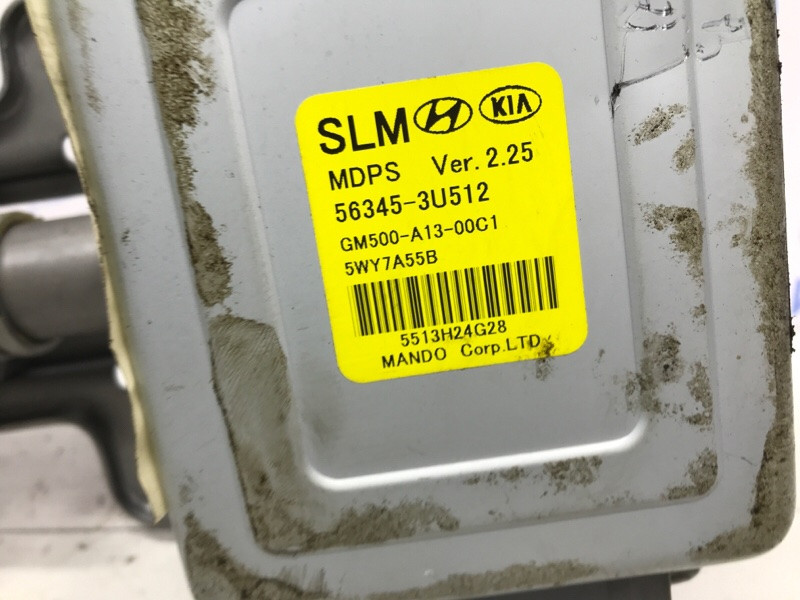 SLM KIA
MDPS Ver. 2.25
56345-3U512
GM500-A13-00C1
5WY7A55B
5513H24G28
MANDO Corp.LTD.